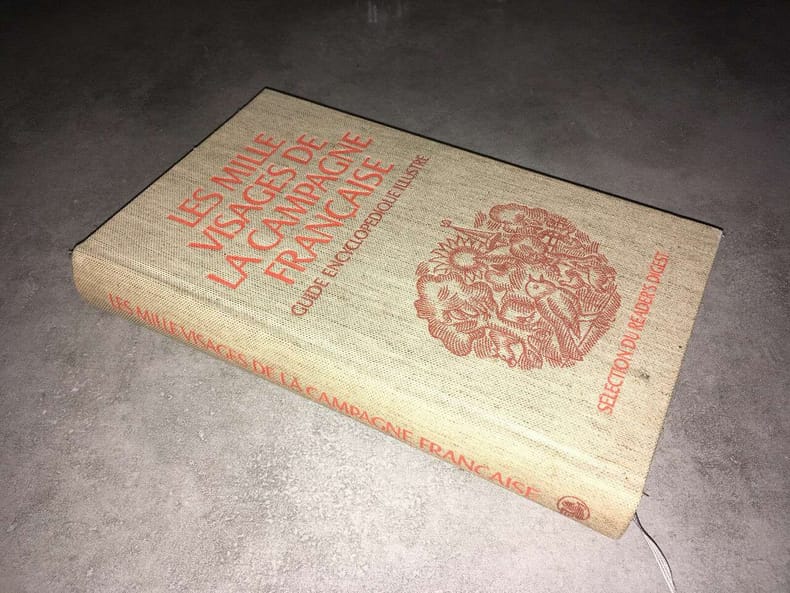 LES MILLE
VISAGES DE
LA CAMPAGNE
FRANÇAISE
GUIDE ENCYCLOPÉDIQUE ILLUSTRÉ
SÉLECTION DU READER'S DIGEST
LES MILLE VISAGES DE LA CAMPAGNE FRANÇAISE